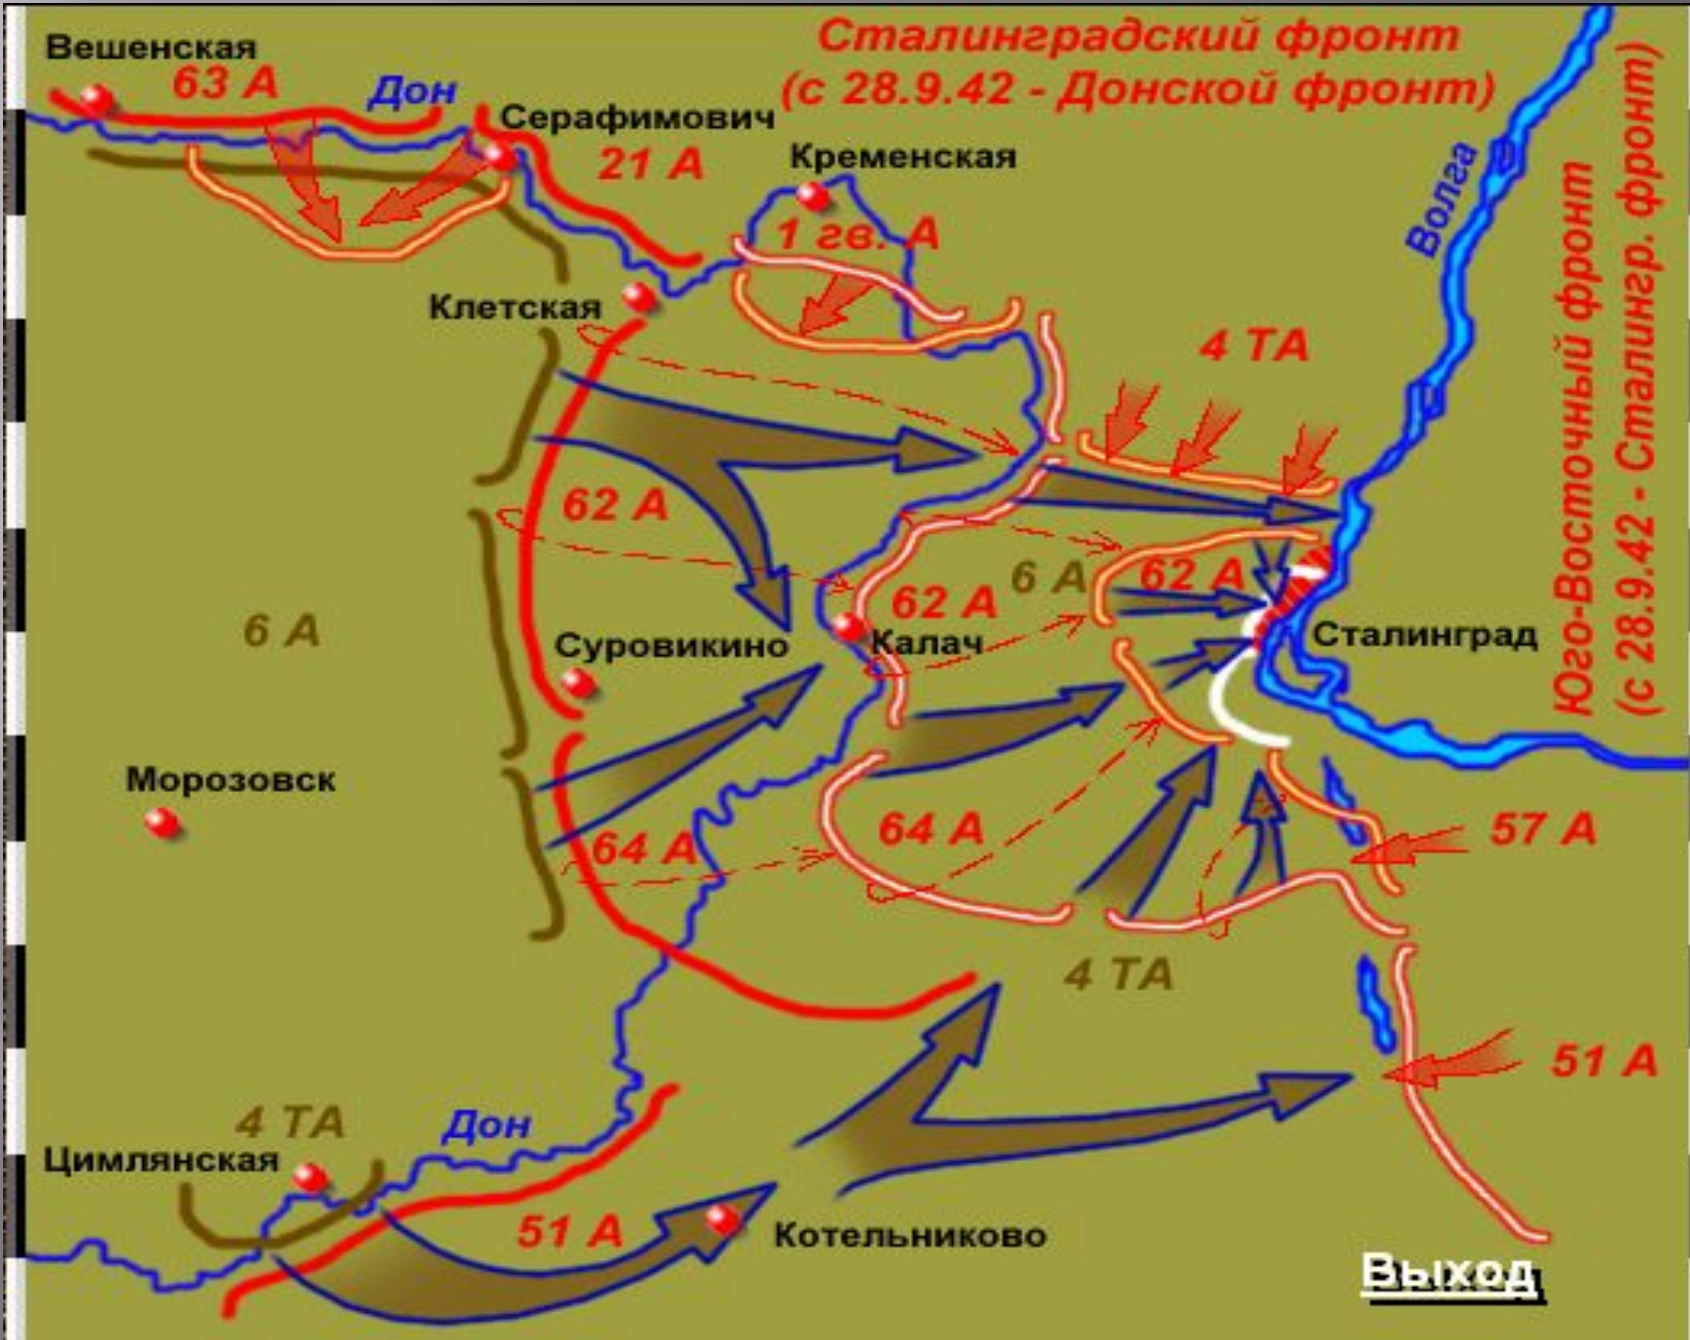 Вешенская
63 А
Дон
Серафимович
21 А
Сталинградский фронт
(с 28.9.42 - Донской фронт)
Кременская
1 гв. А
Волга
Юго-Восточный фронт
(с 28.9.42 - Сталингр. фронт)
Клетская
4 ТА
62 А
6 А
62 А
62 А
6 А
Суровикино
Калач
Сталинград
Морозовск
64 А
64 А
57 А
4 ТА
51 А
4 ТА
Дон
Цимлянская
51 А
Котельниково
Выход